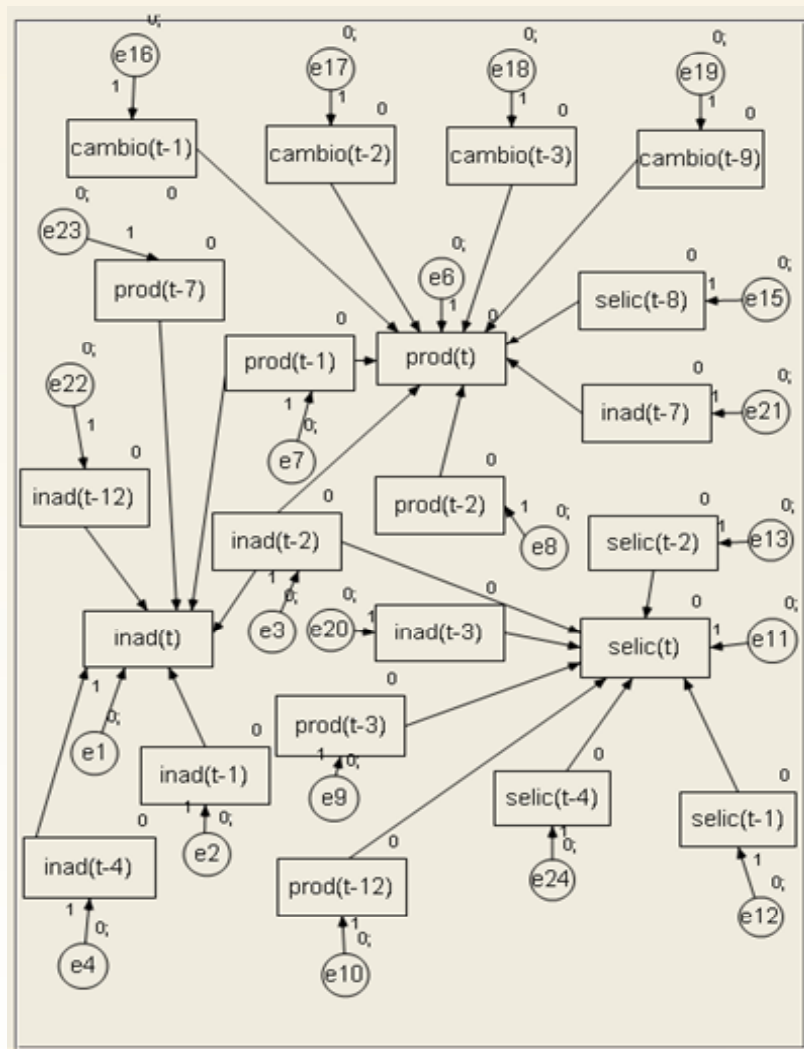 0;
e16
1
0;
e17
1
0
0;
e18
1
0
0;
e19
1
0
cambio(t-1)
cambio(t-2)
cambio(t-3)
cambio(t-9)
0;
0
e23
1
0
prod(t-7)
0;
e6
1
0
0
selic(t-8)
0;
1
e15
0
prod(t-1)
prod(t)
0;
e22
1
0
inad(t-12)
1
0;
e7
0
inad(t-7)
0;
1
e21
0
prod(t-2)
1
0;
e8
0
inad(t-2)
1
0;
e3
0
selic(t-2)
0;
1
e13
inad(t)
0;
e20
1
0
inad(t-3)
0
selic(t)
0;
1
e11
1
0;
e1
0
inad(t-1)
1
0;
e2
0
prod(t-3)
1
0;
e9
0
selic(t-4)
1
0;
e24
0
selic(t-1)
1
0;
e12
0
inad(t-4)
1
0;
e4
0
prod(t-12)
1
0;
e10